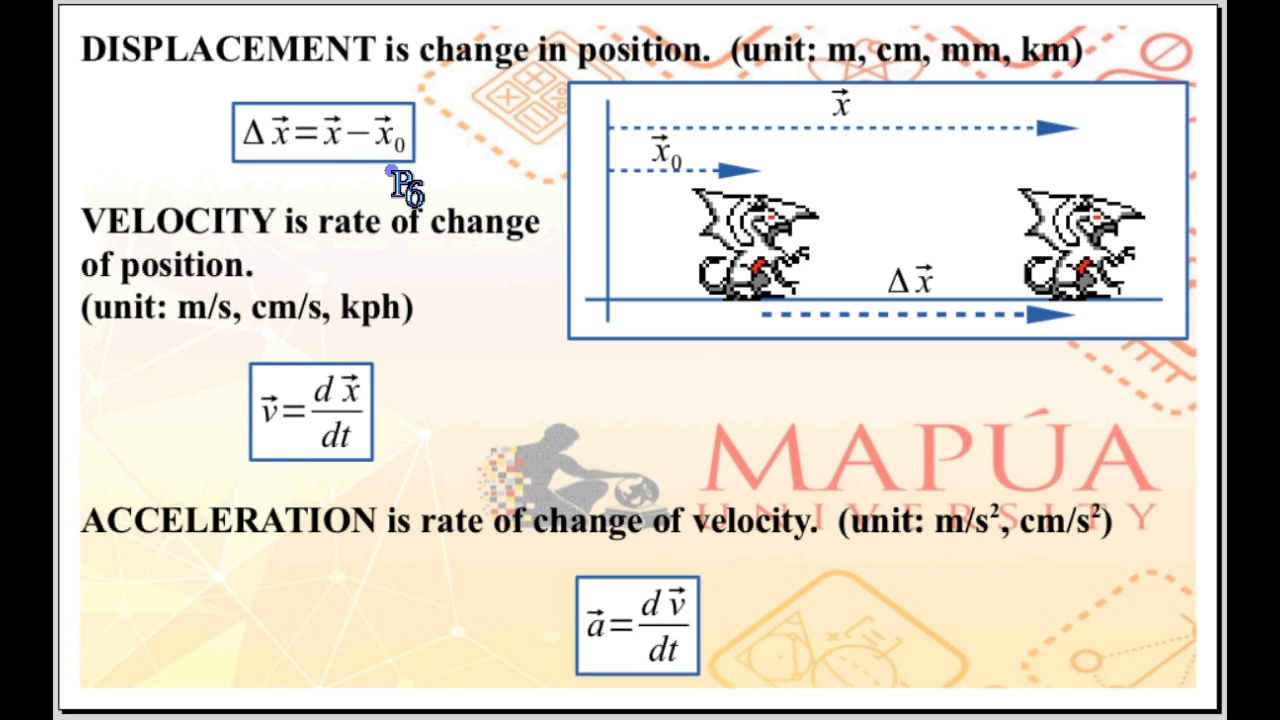 DISPLACEMENT is change in position. (unit: m, cm, mm, km)
Δx⃗=x⃗−x⃗₀
x⃗
x⃗₀
P6
VELOCITY is rate of change
of position.
(unit: m/s, cm/s, kph)
Δx⃗
v⃗=dx⃗/dt
MAPÚA
UNIVERSITY
ACCELERATION is rate of change of velocity. (unit: m/s², cm/s²)
a⃗=dv⃗/dt